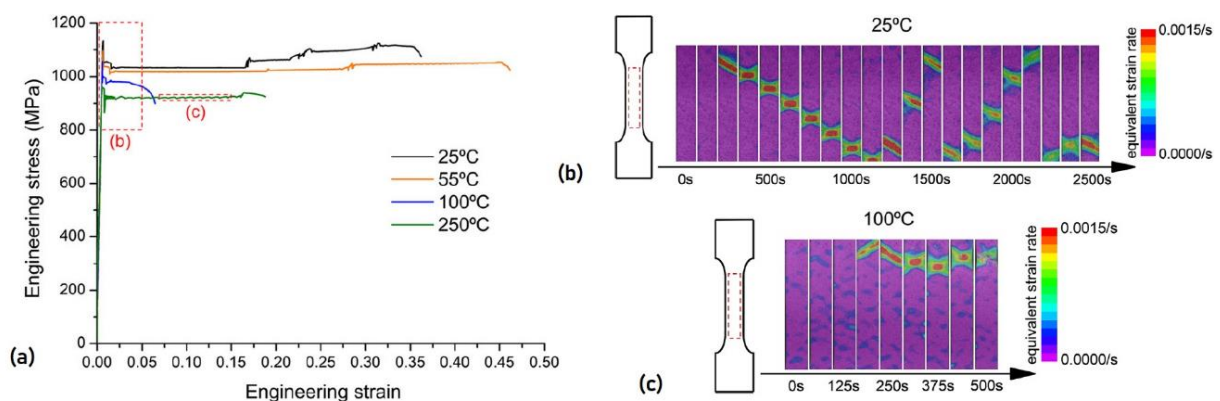 (a)
Engineering stress (MPa)
1200
1000
800
600
400
200
0
0.00 0.05 0.10 0.15 0.20 0.25 0.30 0.35 0.40 0.45 0.50
Engineering strain
(b)
(c)
25ºC
55ºC
100ºC
250ºC
(b)
25ºC
0s 500s 1000s 1500s 2000s 2500s
equivalent strain rate
0.0015/s
0.0000/s
(c)
100ºC
0s 125s 250s 375s 500s
equivalent strain rate
0.0015/s
0.0000/s